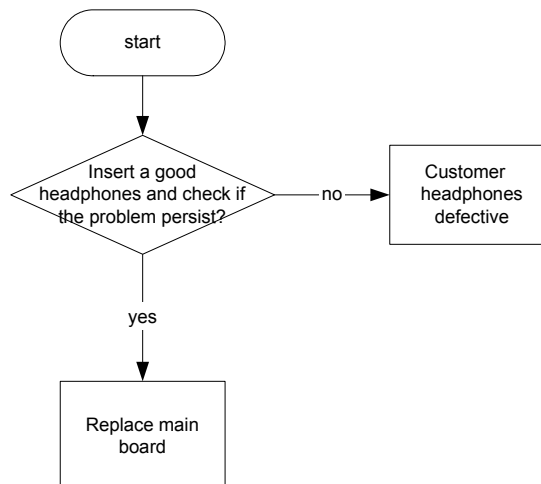 start
Insert a good
headphones and check if
the problem persist?
no
Customer
headphones
defective
yes
Replace main
board